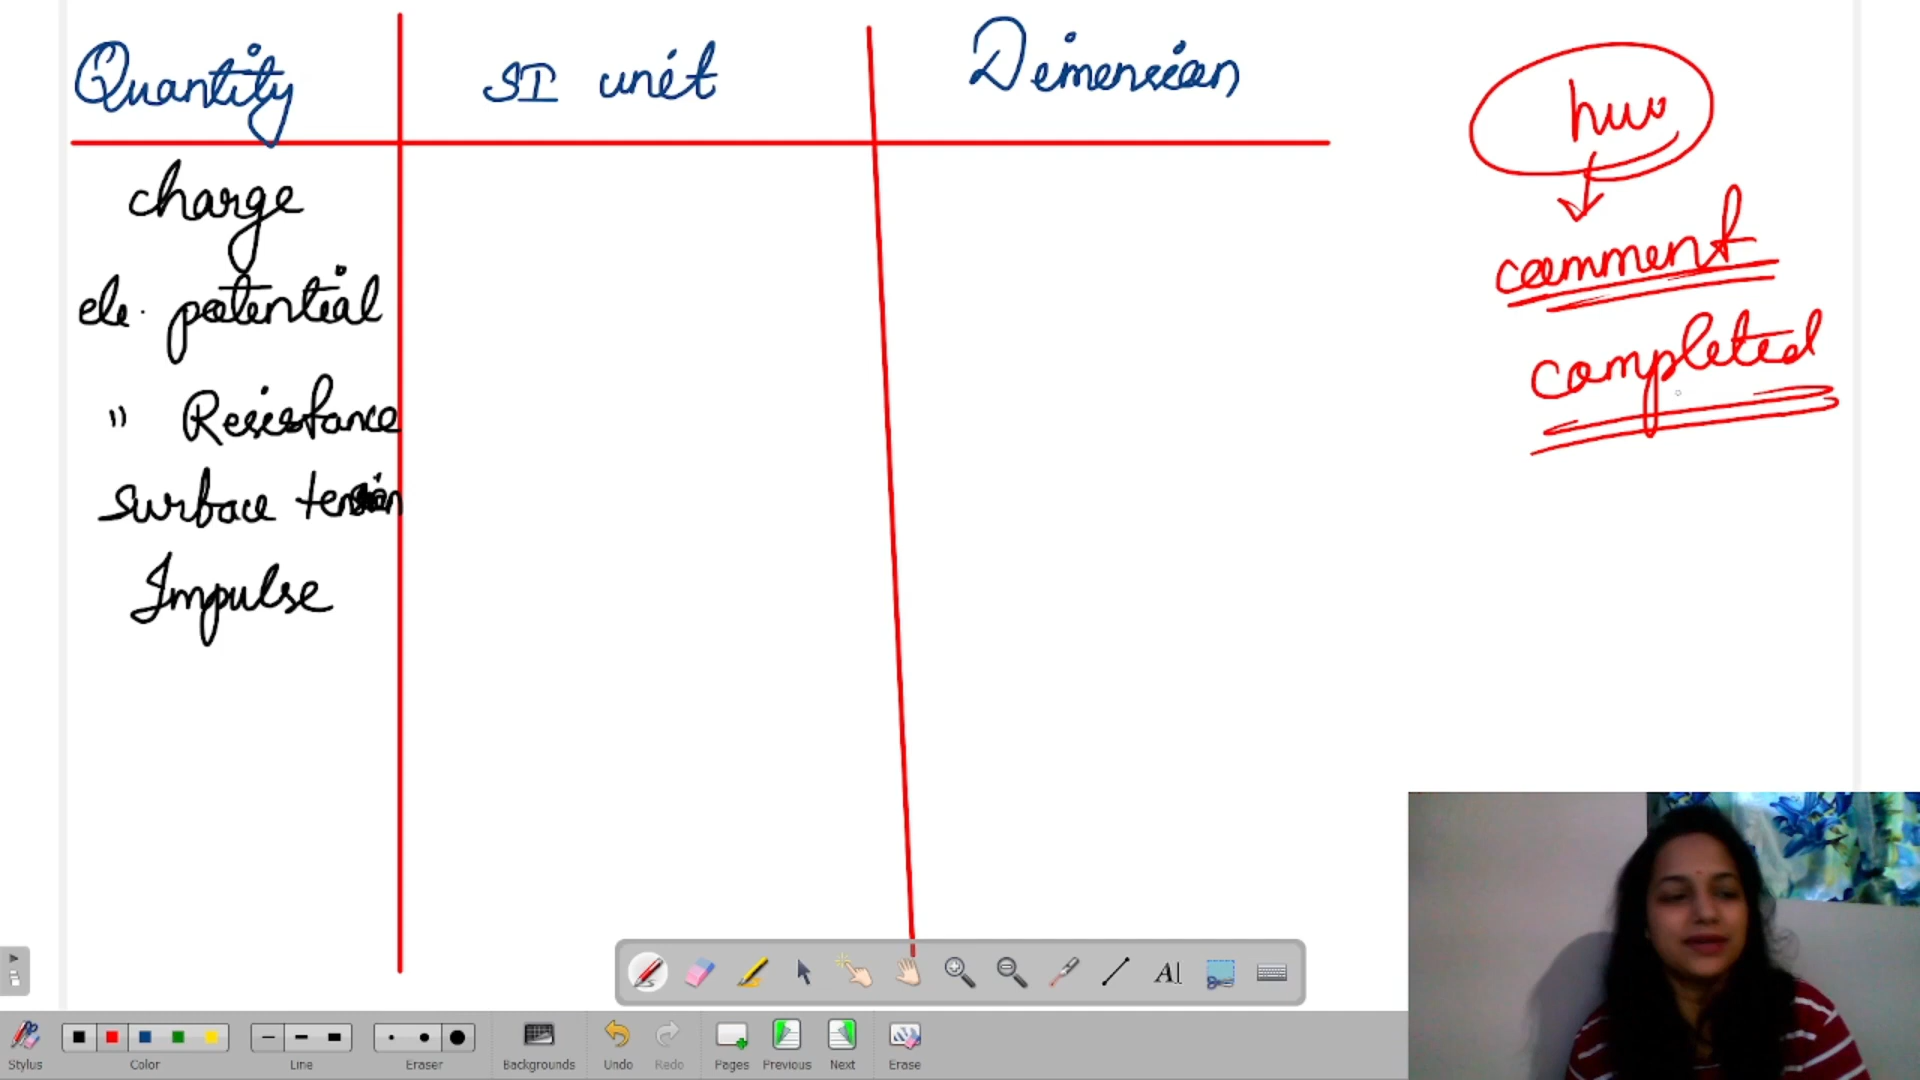 Quantity SI unit Dimension
charge
ele. potential
" Resistance
Surface tension
Impulse
hw
comment
completed
AI
Stylus Color Line Eraser Backgrounds Undo Redo Pages Previous Next Erase